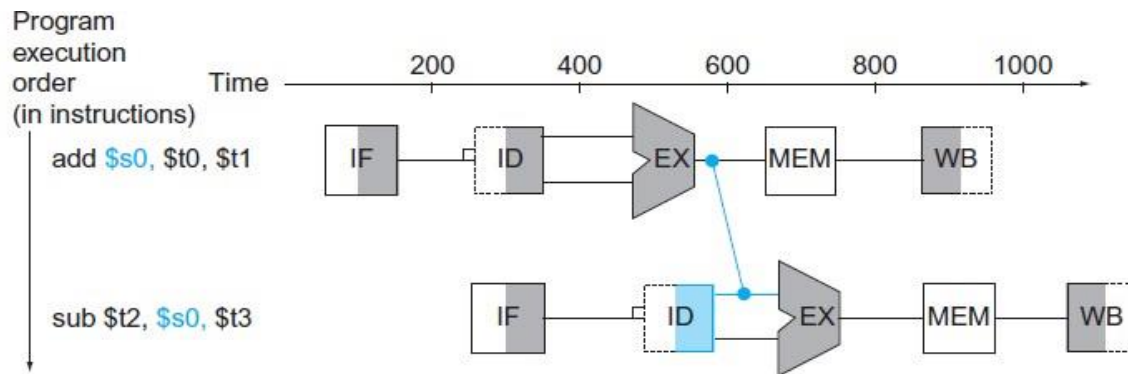 Program
execution
order
(in instructions)
Time
200 400 600 800 1000
add $s0, $t0, $t1
IF ID EX MEM WB
sub $t2, $s0, $t3
IF ID EX MEM WB